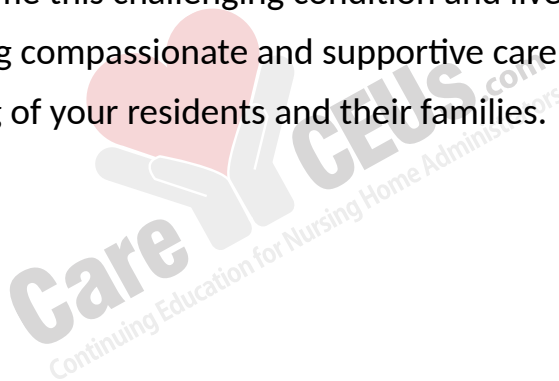 me this challenging condition and live
g compassionate and supportive care
g of your residents and their families.
Care CEUs.com
Continuing Education for Nursing Home Administrators